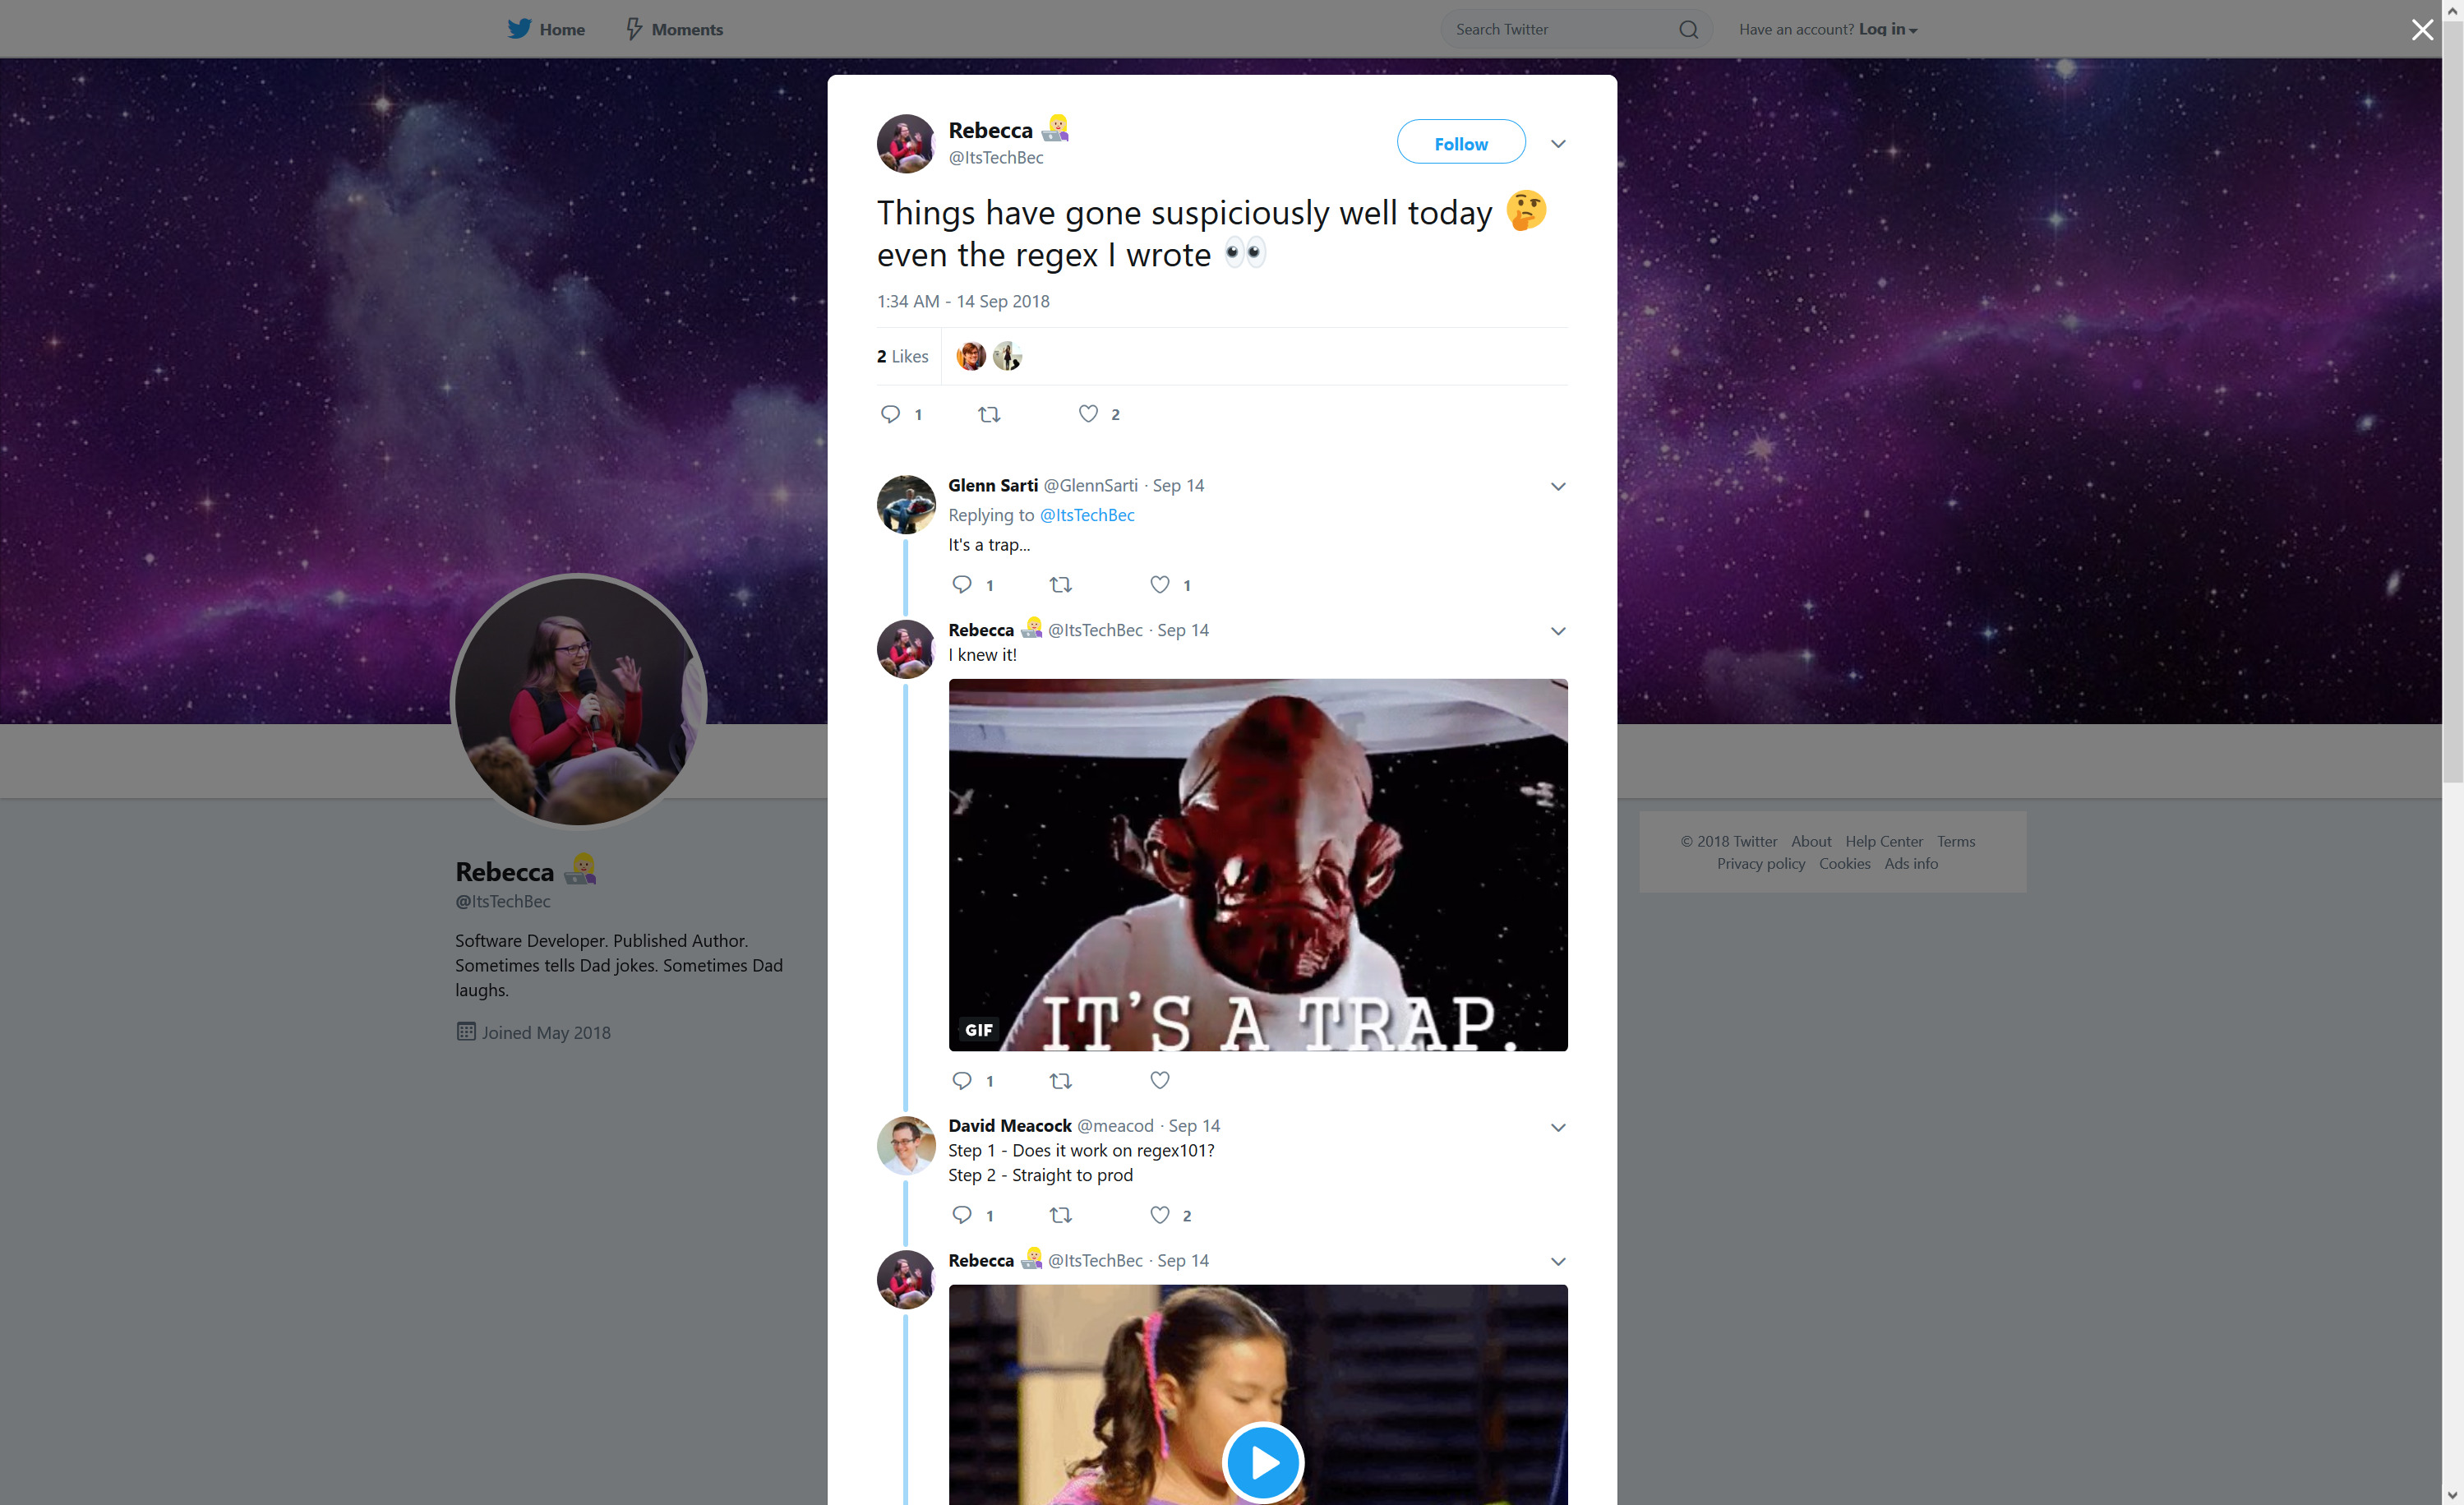 Home Moments Search Twitter Have an account? Log in
Rebecca
@ItsTechBec
Follow
Things have gone suspiciously well today 🤔
even the regex I wrote 👀
1:34 AM - 14 Sep 2018
2 Likes
1 2
Glenn Sarti @GlennSarti · Sep 14
Replying to @ItsTechBec
It's a trap...
1 1
Rebecca @ItsTechBec · Sep 14
I knew it!
IT'S A TRAP.
GIF
1
David Meacock @meacod · Sep 14
Step 1 - Does it work on regex101?
Step 2 - Straight to prod
1 2
Rebecca @ItsTechBec · Sep 14
Rebecca
@ItsTechBec
Software Developer. Published Author.
Sometimes tells Dad jokes. Sometimes Dad
laughs.
Joined May 2018
© 2018 Twitter About Help Center Terms
Privacy policy Cookies Ads info